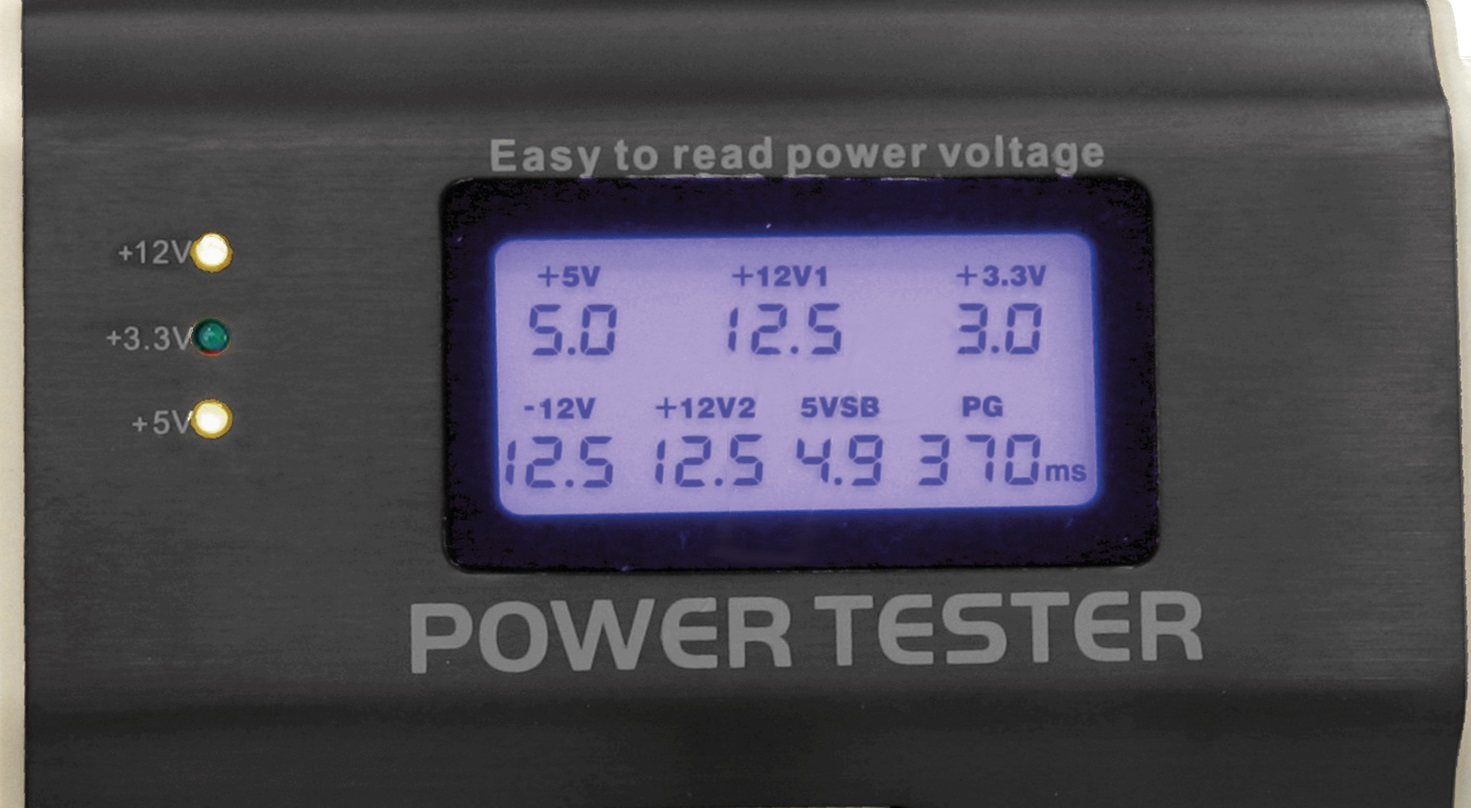 Easy to read power voltage
+12V
+3.3V
+5V
+5V +12V1 +3.3V
5.0 12.5 3.0
-12V +12V2 5VSB PG
12.5 12.5 4.9 370ms
POWER TESTER